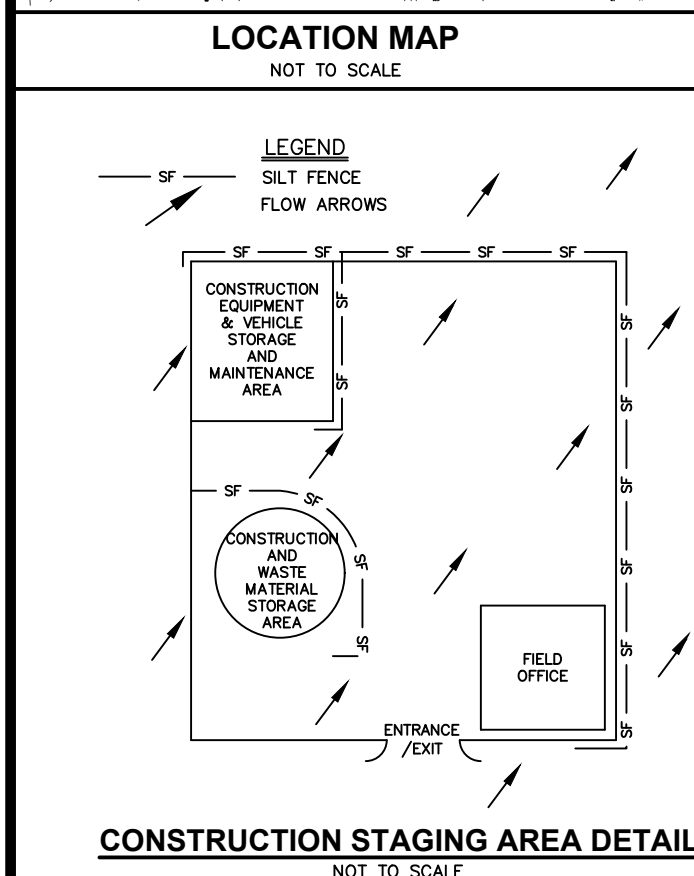 LOCATION MAP
NOT TO SCALE
LEGEND
SF
SILT FENCE
FLOW ARROWS
SF
SF
SF
SF
SF
CONSTRUCTION
EQUIPMENT
& VEHICLE
STORAGE
AND
MAINTENANCE
AREA
SF
SF
SF
SF
SF
SF
SF
SF
SF
SF
SF
SF
CONSTRUCTION
AND
WASTE
MATERIAL
STORAGE
AREA
FIELD
OFFICE
ENTRANCE
/EXIT
CONSTRUCTION STAGING AREA DETAIL
NOT TO SCALE